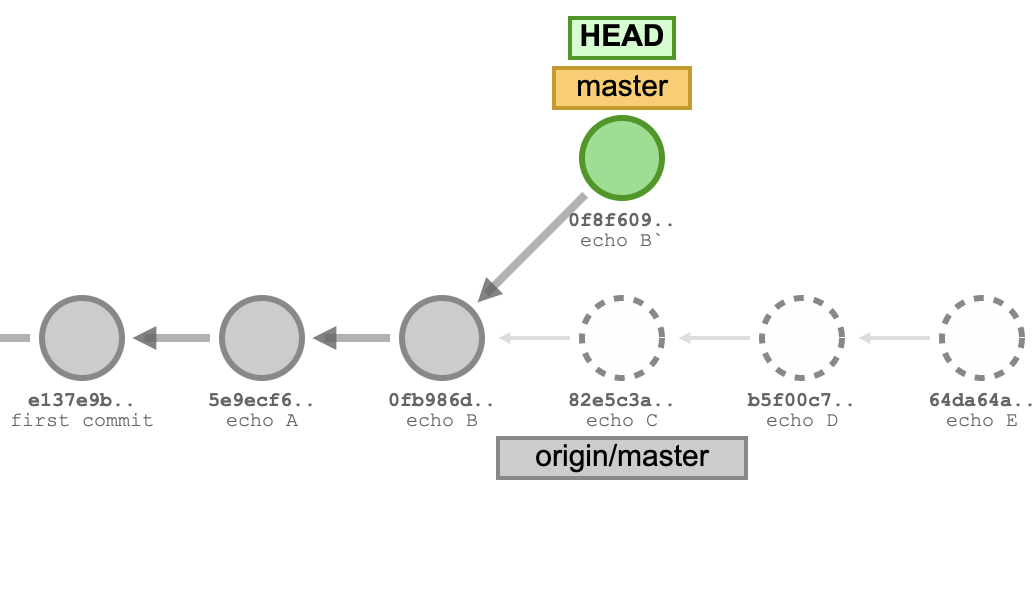 HEAD
master
0f8f609..
echo B`
e137e9b..
first commit
5e9ecf6..
echo A
0fb986d..
echo B
82e5c3a..
echo C
b5f00c7..
echo D
64da64a..
echo E
origin/master